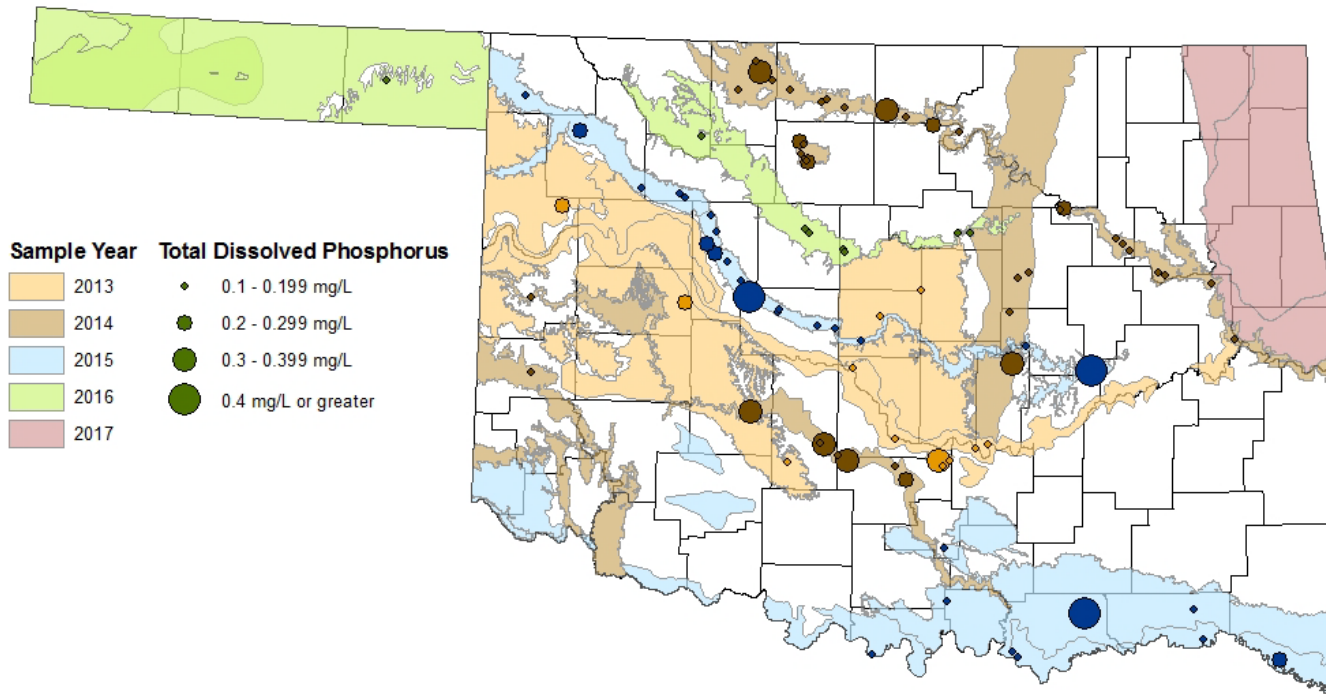 Sample Year
2013
2014
2015
2016
2017
Total Dissolved Phosphorus
0.1 - 0.199 mg/L
0.2 - 0.299 mg/L
0.3 - 0.399 mg/L
0.4 mg/L or greater